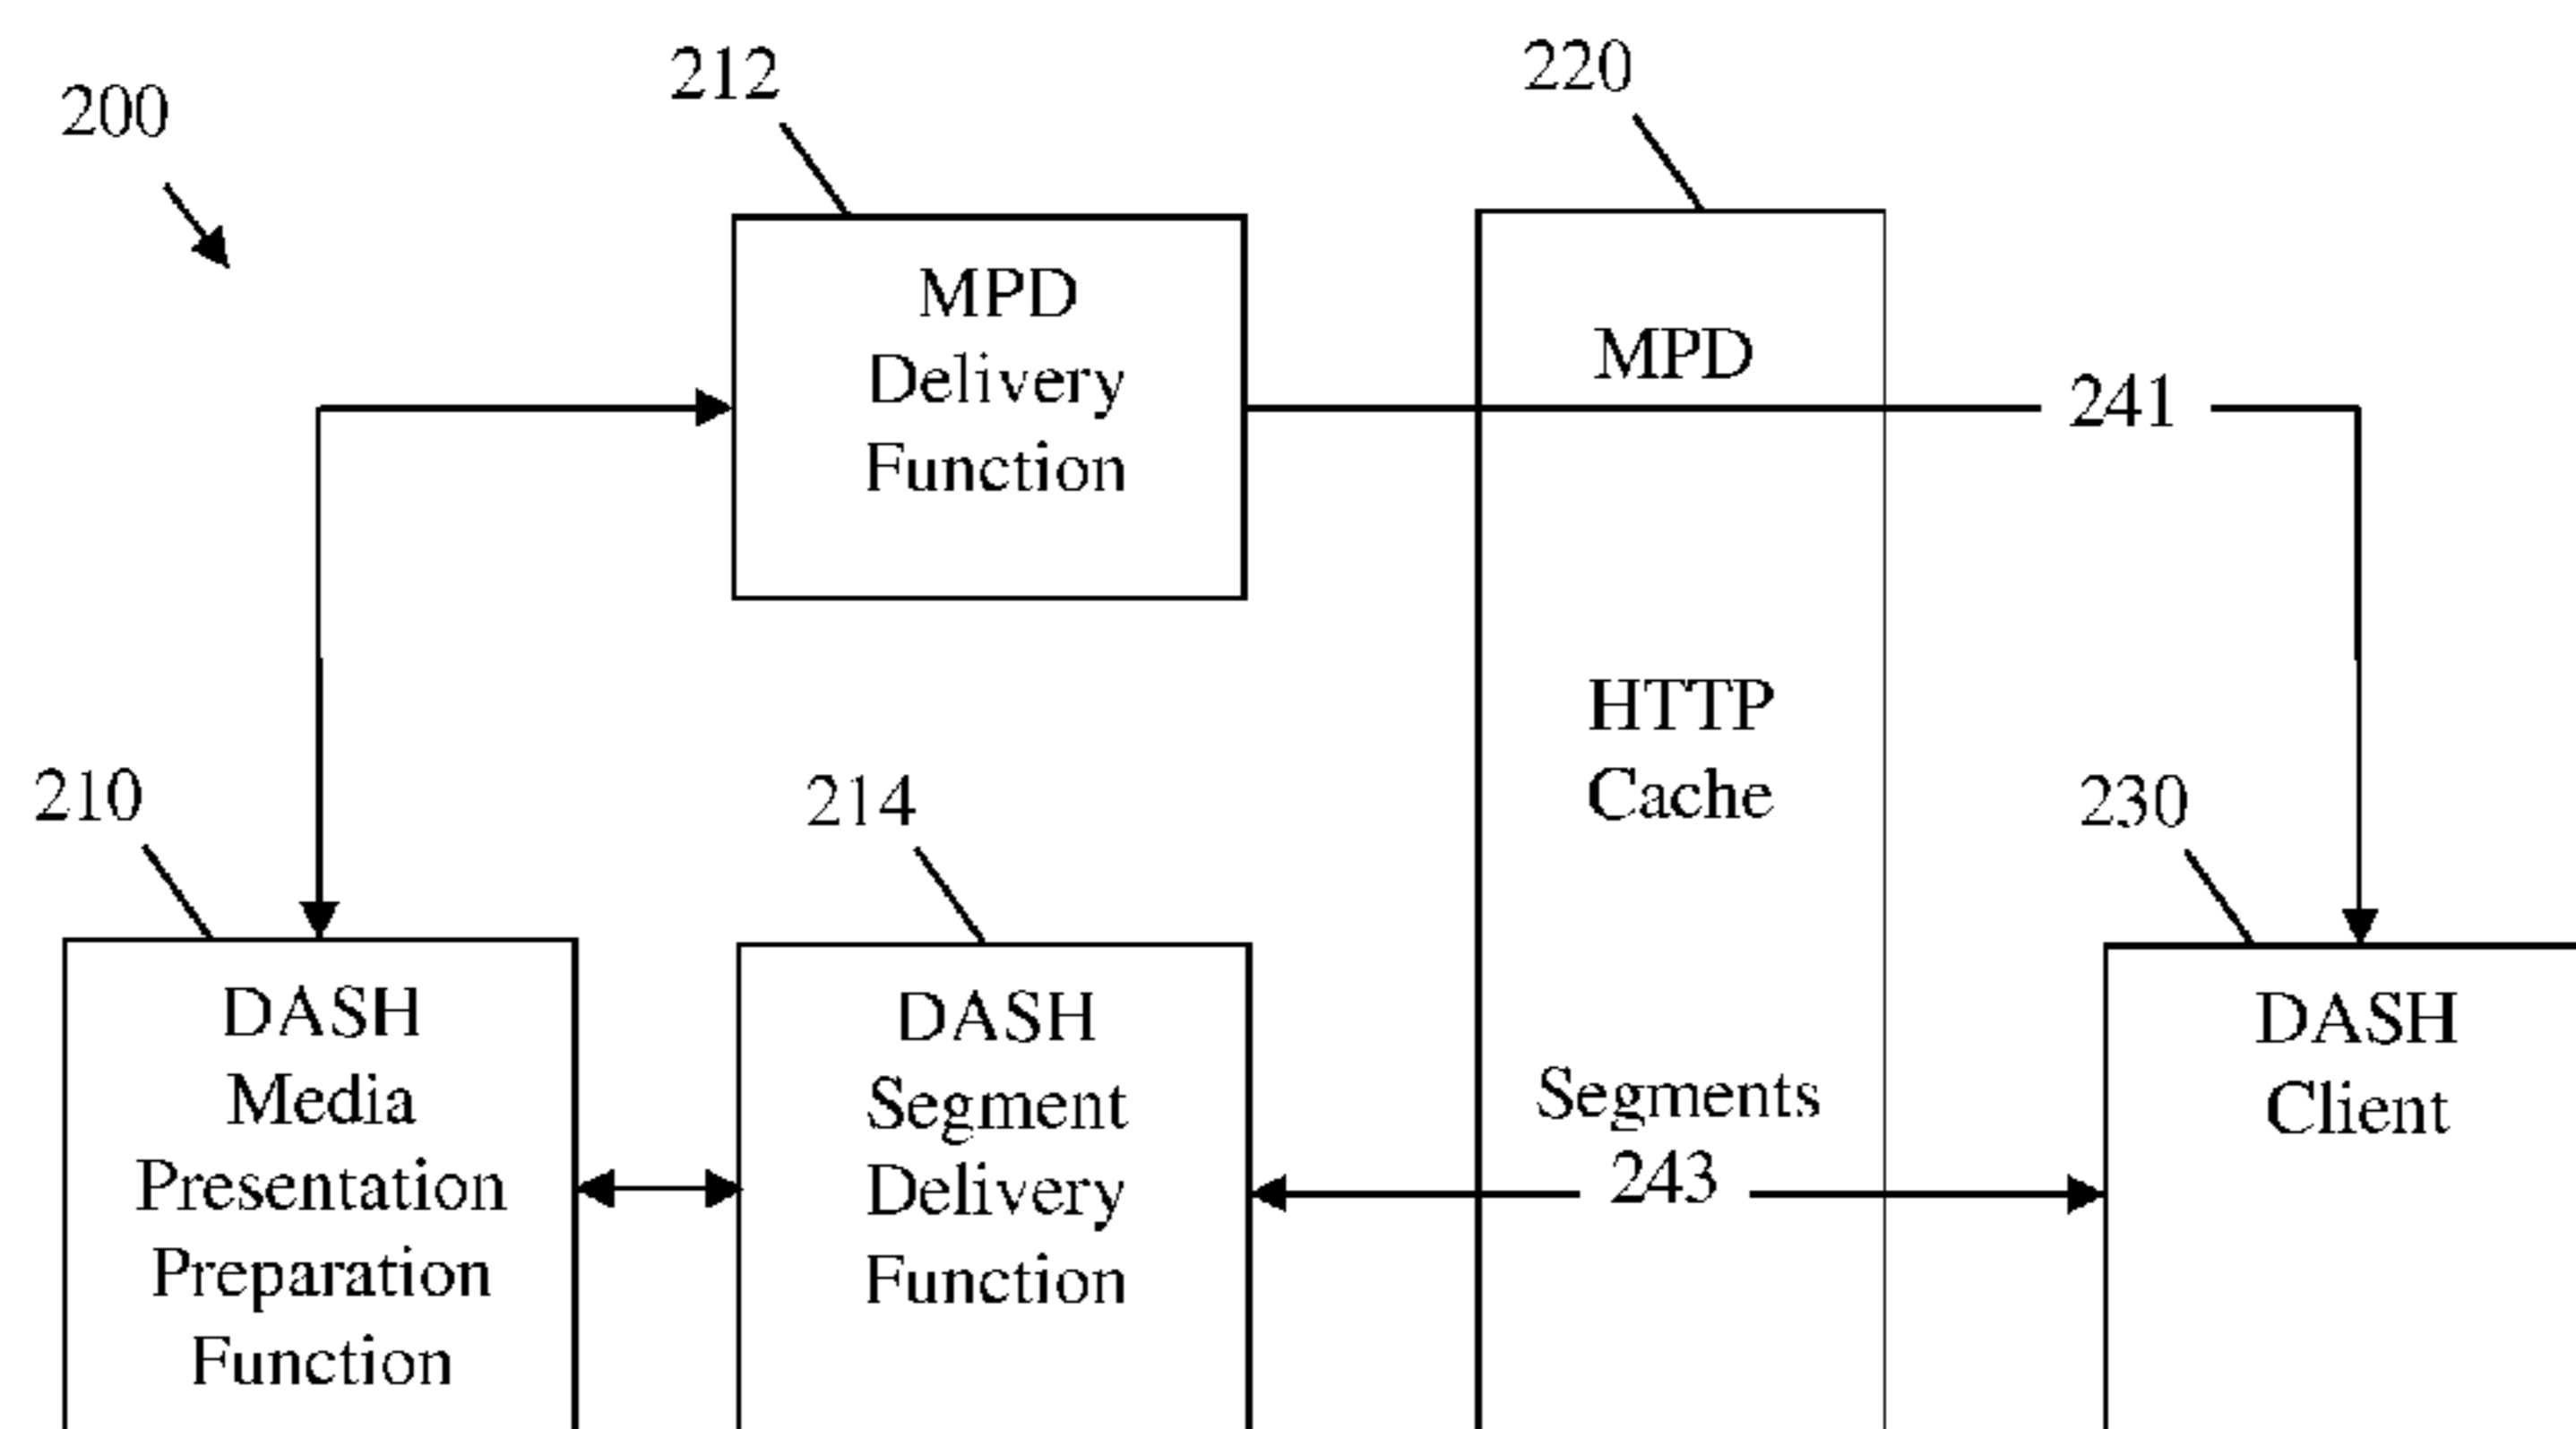 200
212
220
MPD
Delivery
Function
MPD
241
HTTP
Cache
210
214
230
DASH
Media
Presentation
Preparation
Function
DASH
Segment
Delivery
Function
Segments
243
DASH
Client